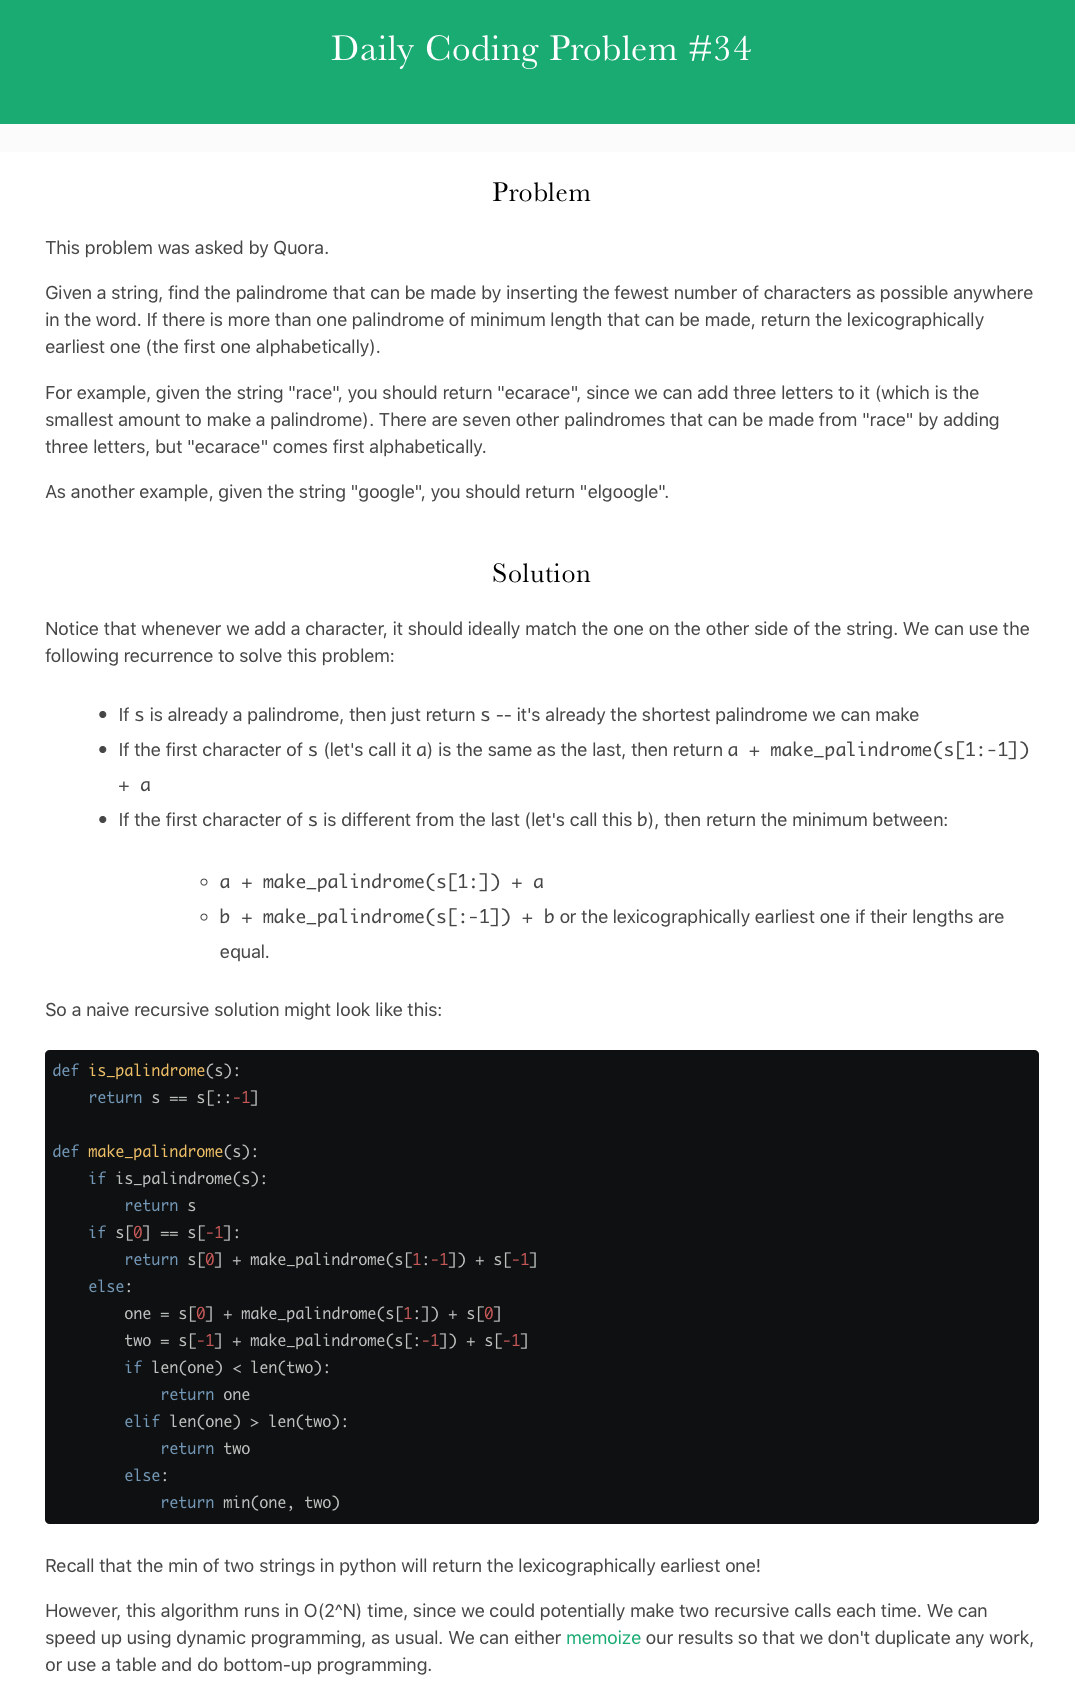 Daily Coding Problem #34
Problem
This problem was asked by Quora.
Given a string, find the palindrome that can be made by inserting the fewest number of characters as possible anywhere
in the word. If there is more than one palindrome of minimum length that can be made, return the lexicographically
earliest one (the first one alphabetically).
For example, given the string "race", you should return "ecarace", since we can add three letters to it (which is the
smallest amount to make a palindrome). There are seven other palindromes that can be made from "race" by adding
three letters, but "ecarace" comes first alphabetically.
As another example, given the string "google", you should return "elgoogle".
Solution
Notice that whenever we add a character, it should ideally match the one on the other side of the string. We can use the
following recurrence to solve this problem:
• If s is already a palindrome, then just return s -- it's already the shortest palindrome we can make
• If the first character of s (let's call it a) is the same as the last, then return a + make_palindrome(s[1:-1])
+ a
• If the first character of s is different from the last (let's call this b), then return the minimum between:
◦ a + make_palindrome(s[1:]) + a
◦ b + make_palindrome(s[:-1]) + b or the lexicographically earliest one if their lengths are
equal.
So a naive recursive solution might look like this:
def is_palindrome(s):
    return s == s[::-1]
def make_palindrome(s):
    if is_palindrome(s):
        return s
    if s[0] == s[-1]:
        return s[0] + make_palindrome(s[1:-1]) + s[-1]
    else:
        one = s[0] + make_palindrome(s[1:]) + s[0]
        two = s[-1] + make_palindrome(s[:-1]) + s[-1]
        if len(one) < len(two):
            return one
        elif len(one) > len(two):
            return two
        else:
            return min(one, two)
Recall that the min of two strings in python will return the lexicographically earliest one!
However, this algorithm runs in O(2^N) time, since we could potentially make two recursive calls each time. We can
speed up using dynamic programming, as usual. We can either memoize our results so that we don't duplicate any work,
or use a table and do bottom-up programming.